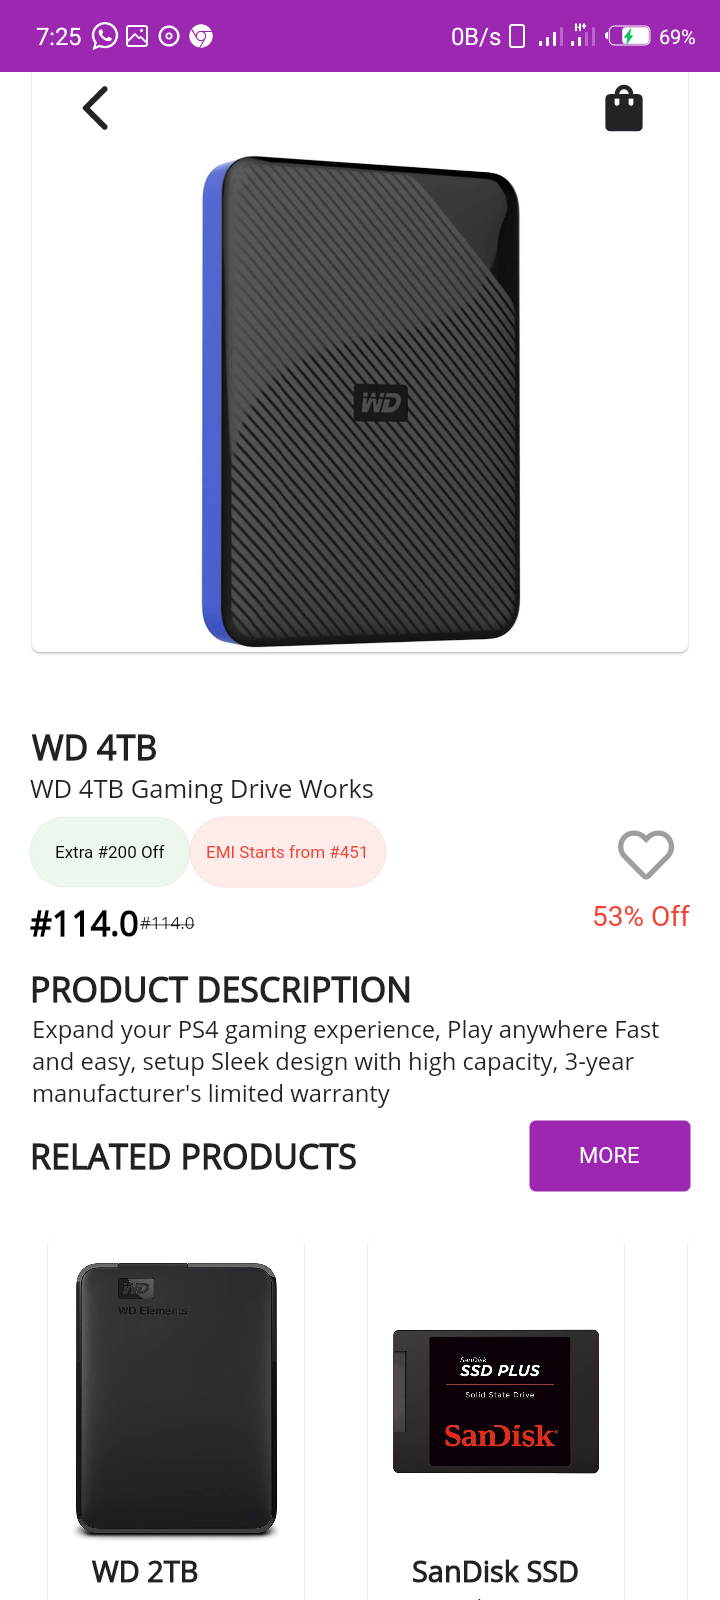 7:25 0B/s H+ 69%
WD
WD 4TB
WD 4TB Gaming Drive Works
Extra #200 Off EMI Starts from #451
#114.0 #114.0 53% Off
PRODUCT DESCRIPTION
Expand your PS4 gaming experience, Play anywhere Fast
and easy, setup Sleek design with high capacity, 3-year
manufacturer's limited warranty
RELATED PRODUCTS MORE
WD
WD Elements
SanDisk
SSD PLUS
Solid State Drive
SanDisk
WD 2TB SanDisk SSD